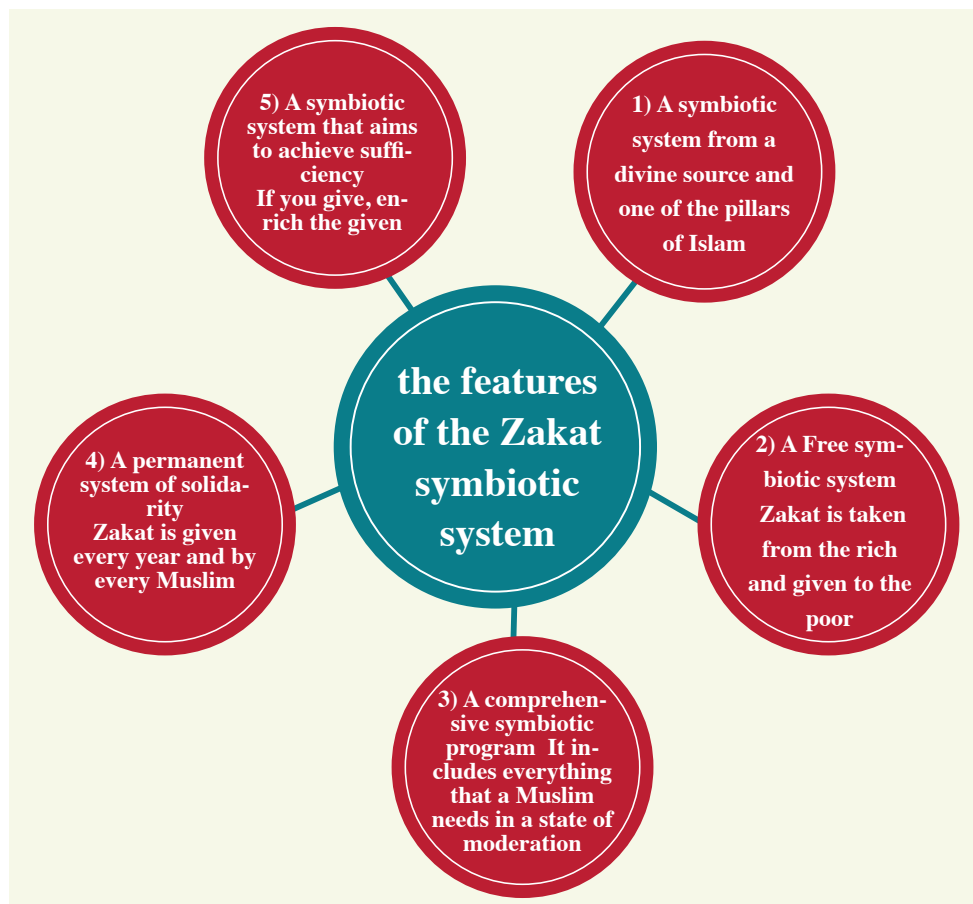 the features
of the Zakat
symbiotic
system
1) A symbiotic
system from a
divine source and
one of the pillars
of Islam
2) A Free sym-
biotic system
Zakat is taken
from the rich
and given to the
poor
3) A comprehen-
sive symbiotic
program  It in-
cludes everything
that a Muslim
needs in a state of
moderation
4) A permanent
system of solida-
rity
Zakat is given
every year and by
every Muslim
5) A symbiotic
system that aims
to achieve suffi-
ciency
If you give, en-
rich the given